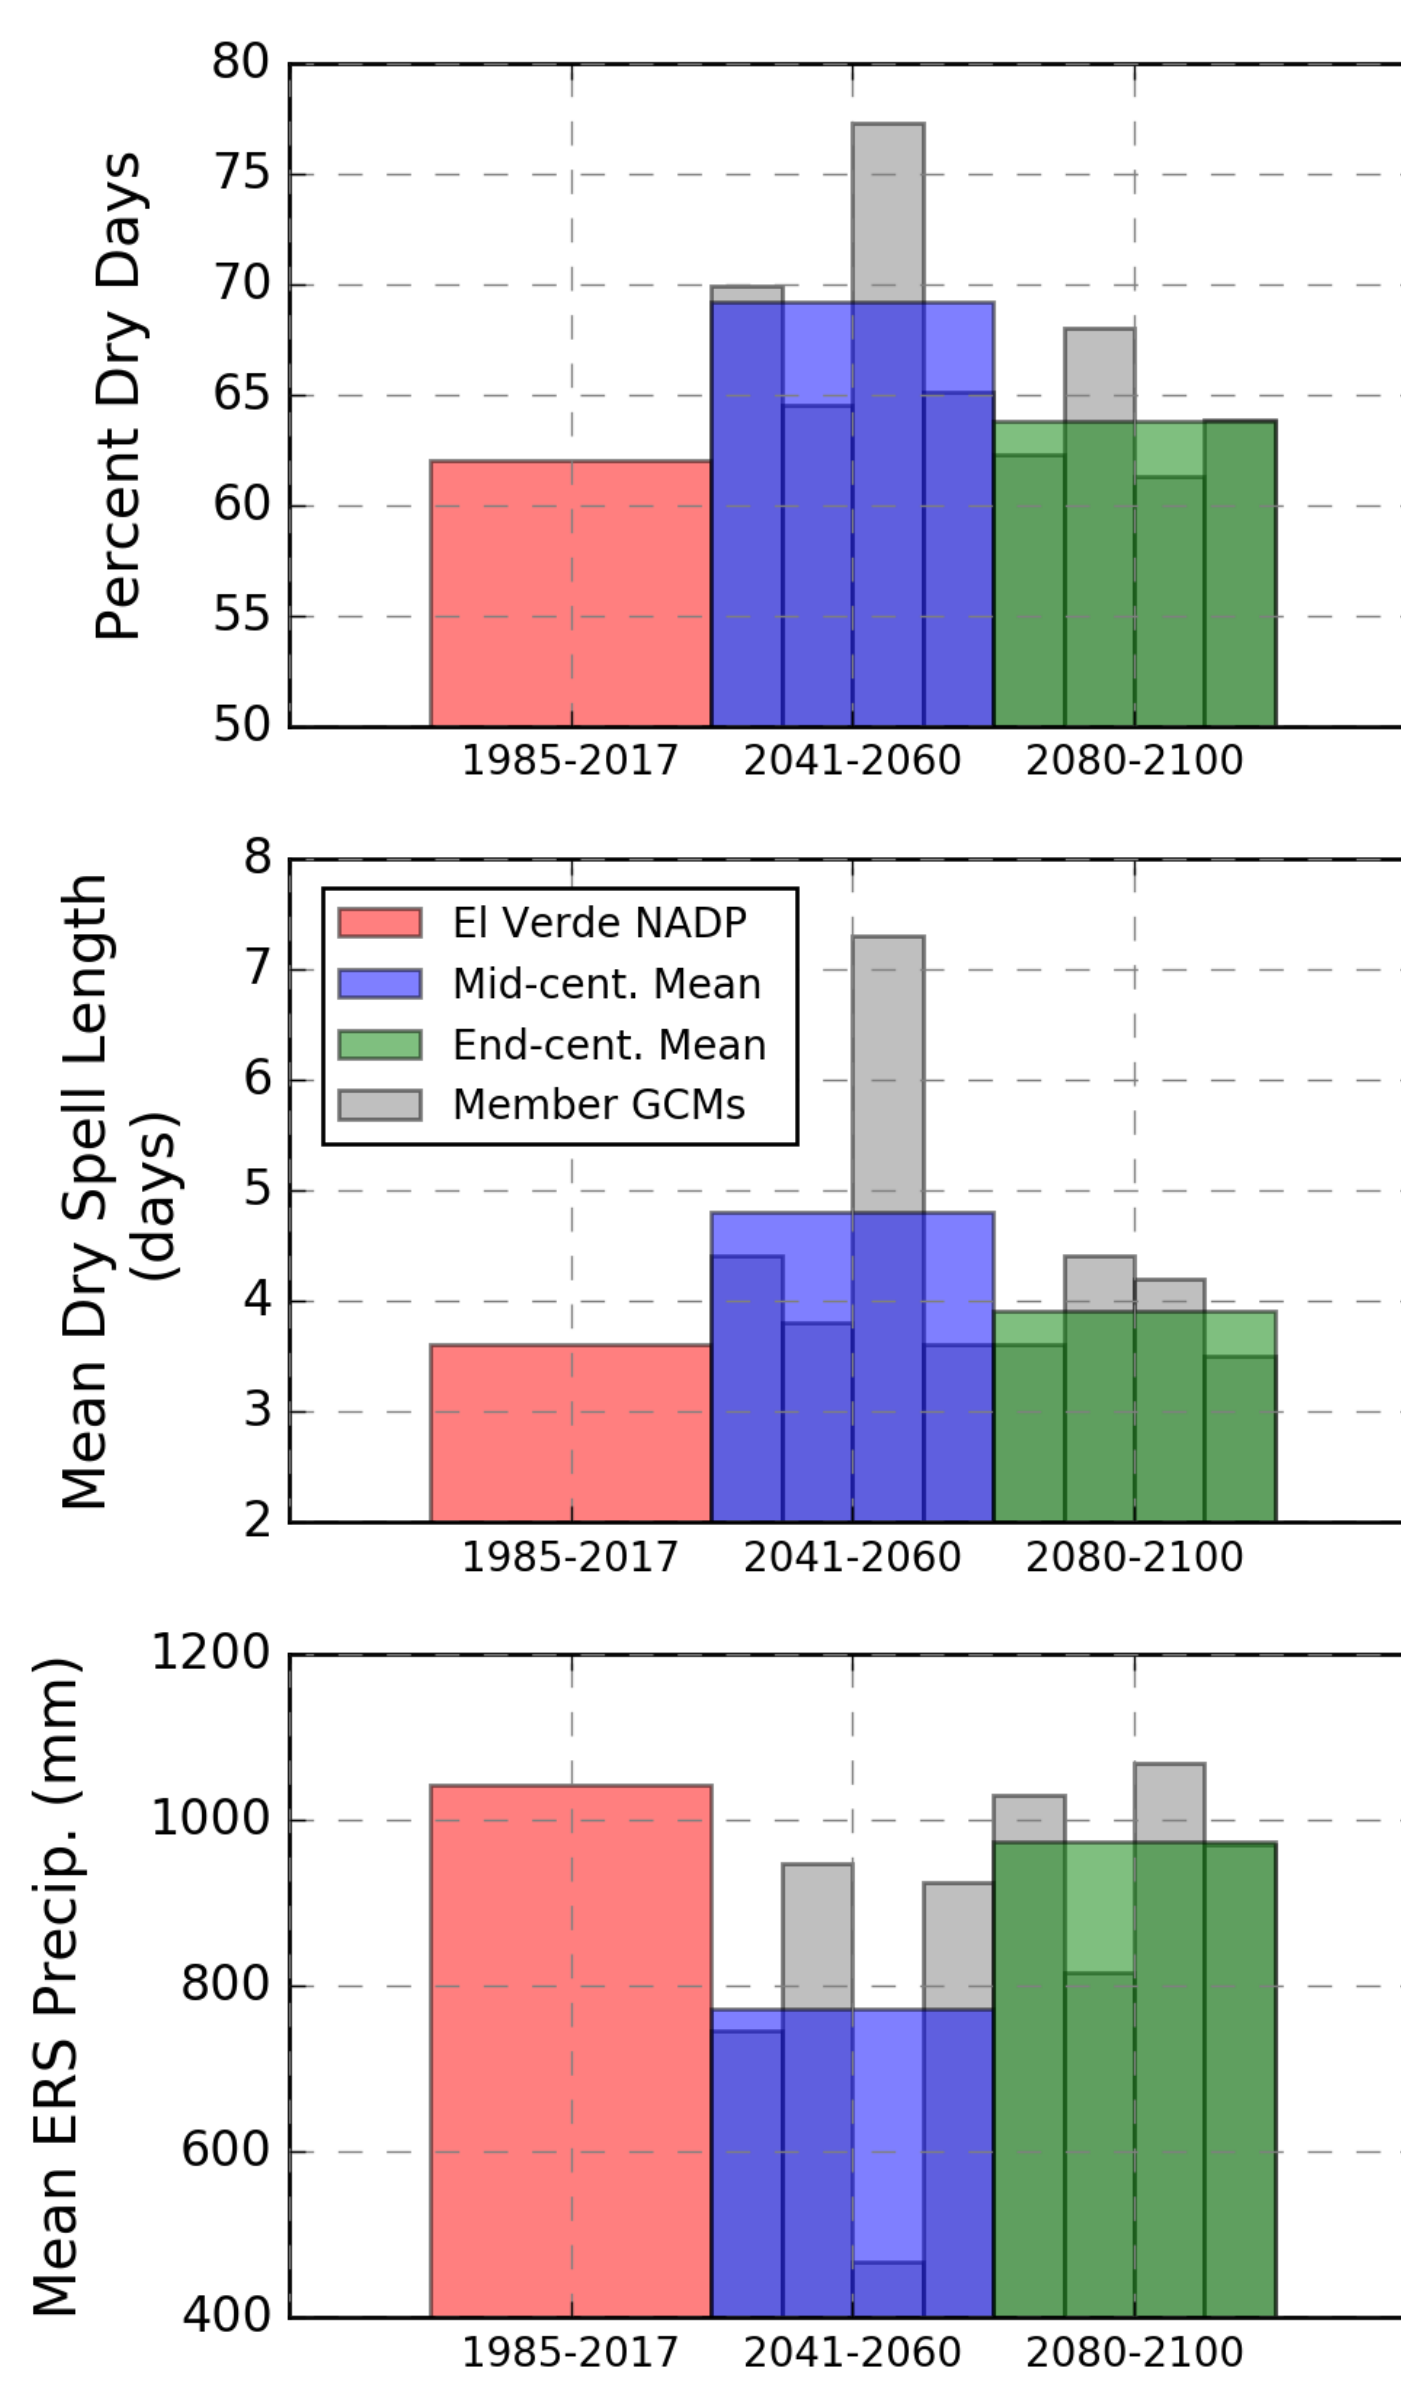 Percent Dry Days
80
75
70
65
60
55
50
1985-2017 2041-2060 2080-2100
Mean Dry Spell Length
(days)
8
7
6
5
4
3
2
El Verde NADP
Mid-cent. Mean
End-cent. Mean
Member GCMs
1985-2017 2041-2060 2080-2100
Mean ERS Precip. (mm)
1200
1000
800
600
400
1985-2017 2041-2060 2080-2100